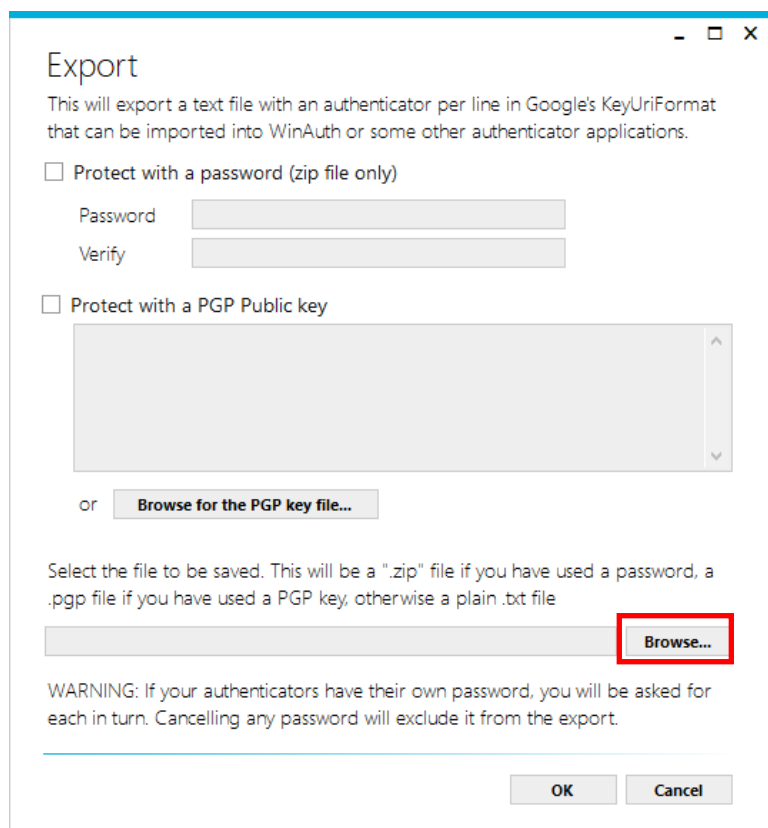 Export
This will export a text file with an authenticator per line in Google's KeyUriFormat
that can be imported into WinAuth or some other authenticator applications.
Protect with a password (zip file only)
Password
Verify
Protect with a PGP Public key
or Browse for the PGP key file...
Select the file to be saved. This will be a ".zip" file if you have used a password, a
.pgp file if you have used a PGP key, otherwise a plain .txt file
Browse...
WARNING: If your authenticators have their own password, you will be asked for
each in turn. Cancelling any password will exclude it from the export.
OK Cancel